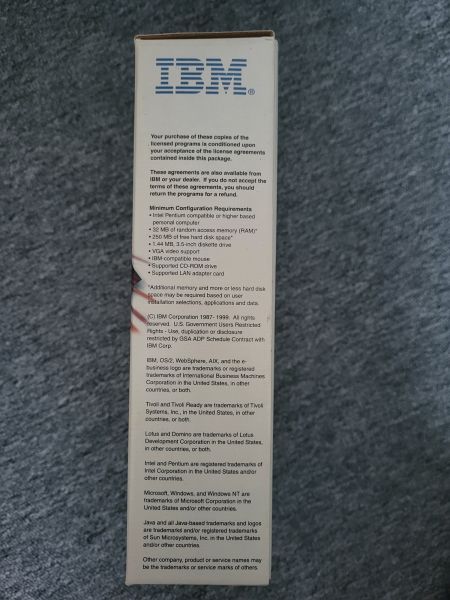 IBM®
Your purchase of these copies of the
licensed programs is conditioned upon
your acceptance of the license agreements
contained inside this package.
These agreements are also available from
IBM or your dealer. If you do not accept the
terms of these agreements, you should
return the programs for a refund.
Minimum Configuration Requirements
• Intel Pentium compatible or higher based
personal computer
• 32 MB of random access memory (RAM)*
• 250 MB of free hard disk space*
• 1.44 MB, 3.5-inch diskette drive
• VGA video support
• IBM-compatible mouse
• Supported CD-ROM drive
• Supported LAN adapter card
*Additional memory and more or less hard disk
space may be required based on user
installation selections, applications and data.
(C) IBM Corporation 1987- 1999. All rights
reserved. U.S. Government Users Restricted
Rights - Use, duplication or disclosure
restricted by GSA ADP Schedule Contract with
IBM Corp.
IBM, OS/2, WebSphere, AIX, and the e-
business logo are trademarks or registered
trademarks of International Business Machines
Corporation in the United States, in other
countries, or both.
Tivoli and Tivoli Ready are trademarks of Tivoli
Systems, Inc., in the United States, in other
countries, or both.
Lotus and Domino are trademarks of Lotus
Development Corporation in the United States,
in other countries, or both.
Intel and Pentium are registered trademarks of
Intel Corporation in the United States and/or
other countries.
Microsoft, Windows, and Windows NT are
trademarks of Microsoft Corporation in the
United States and/or other countries.
Java and all Java-based trademarks and logos
are trademarks and/or registered trademarks
of Sun Microsystems, Inc. in the United States
and/or other countries.
Other company, product or service names may
be the trademarks or service marks of others.